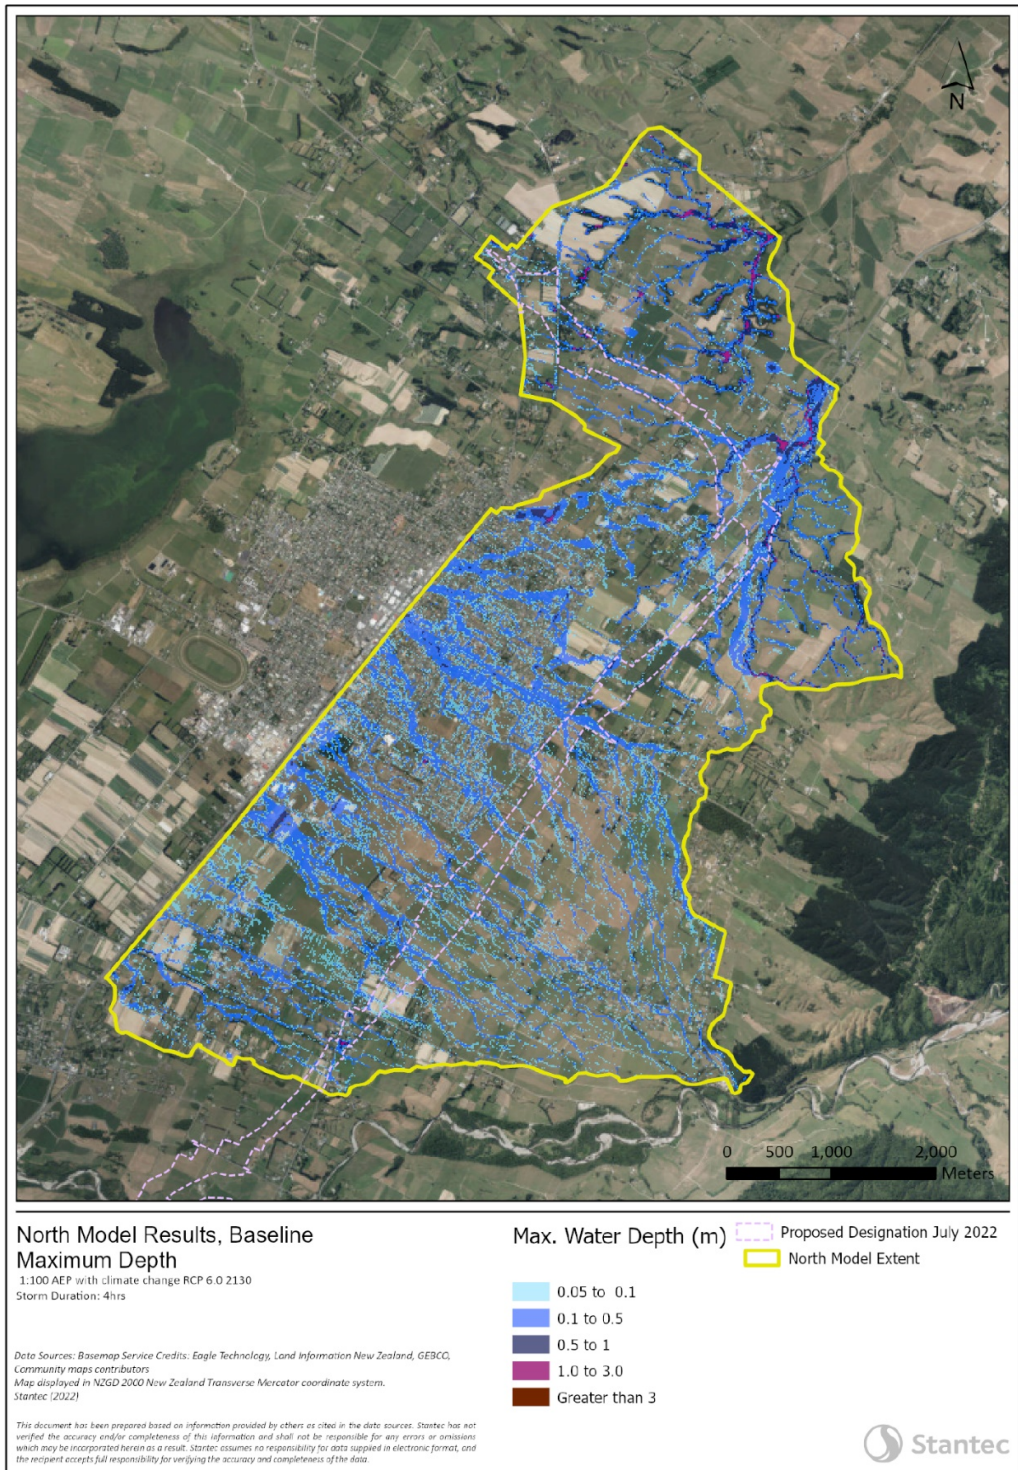 N
0 500 1,000 2,000
Meters
North Model Results, Baseline
Maximum Depth
1:100 AEP with climate change RCP 6.0 2130
Storm Duration: 4hrs
Data Sources: Basemap Service Credits: Eagle Technology, Land Information New Zealand, GEBCO,
Community maps contributors
Map displayed in NZGD 2000 New Zealand Transverse Mercator coordinate system.
Stantec (2022)
This document has been prepared based on information provided by others as cited in the data sources. Stantec has not
verified the accuracy and/or completeness of this information and shall not be responsible for any errors or omissions
which may be incorporated herein as a result. Stantec assumes no responsibility for data supplied in electronic format, and
the recipient accepts full responsibility for verifying the accuracy and completeness of the data.
Max. Water Depth (m)
0.05 to 0.1
0.1 to 0.5
0.5 to 1
1.0 to 3.0
Greater than 3
Proposed Designation July 2022
North Model Extent
Stantec